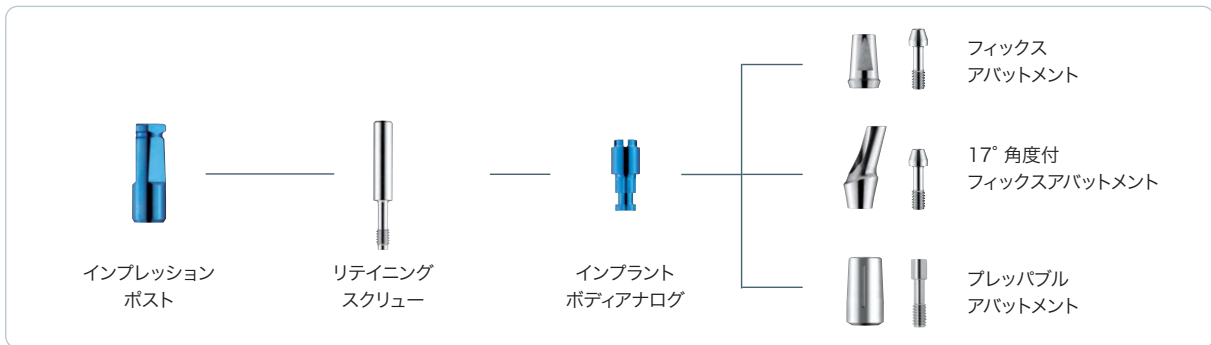 フィックス
アバットメント
17° 角度付
フィックスアバットメント
インプレッション
ポスト
リテイニング
スクリュー
インプラント
ボディアナログ
プレッパブル
アバットメント